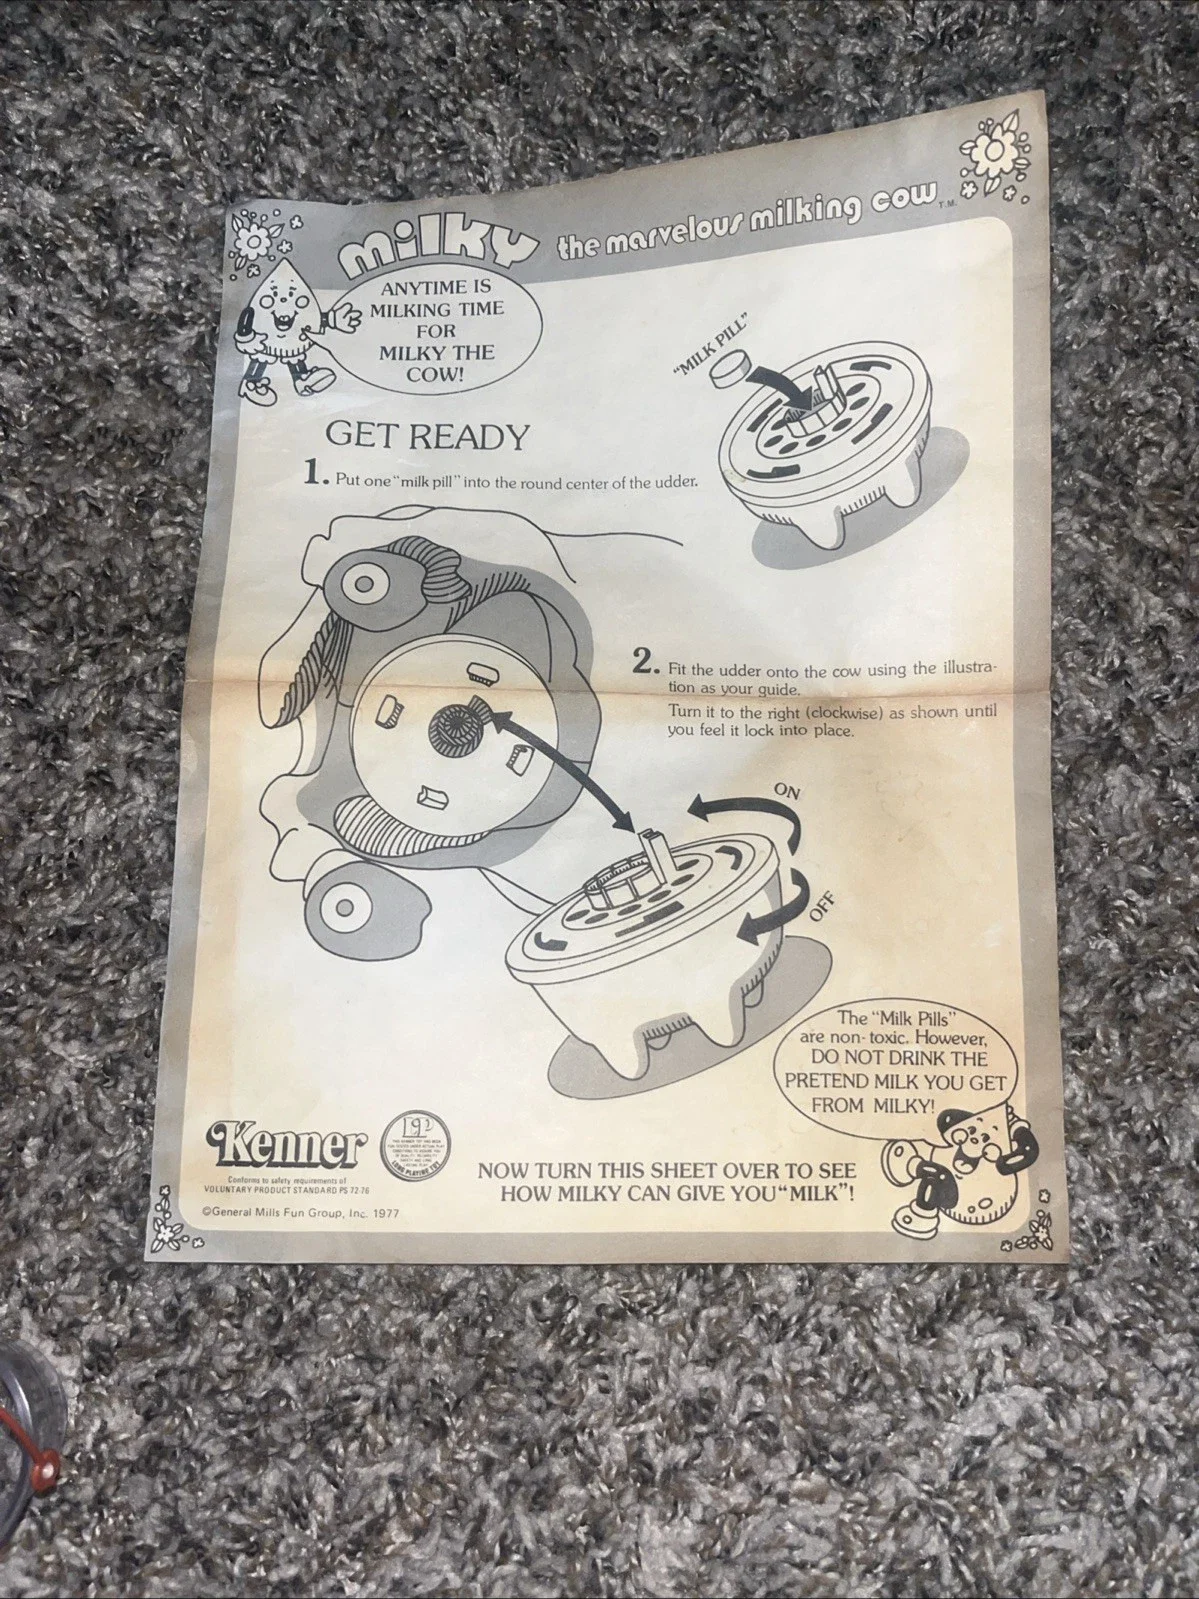 milky the marvelous milking cow T.M.
ANYTIME IS
MILKING TIME
FOR
MILKY THE
COW!
"MILK PILL"
GET READY
1. Put one "milk pill" into the round center of the udder.
2. Fit the udder onto the cow using the illustra-
tion as your guide.
Turn it to the right (clockwise) as shown until
you feel it lock into place.
ON
OFF
The "Milk Pills"
are non-toxic. However,
DO NOT DRINK THE
PRETEND MILK YOU GET
FROM MILKY!
Kenner
LONG PLAYING TOY
Conforms to safety requirements of
VOLUNTARY PRODUCT STANDARD PS 72-76
©General Mills Fun Group, Inc. 1977
NOW TURN THIS SHEET OVER TO SEE
HOW MILKY CAN GIVE YOU "MILK"!